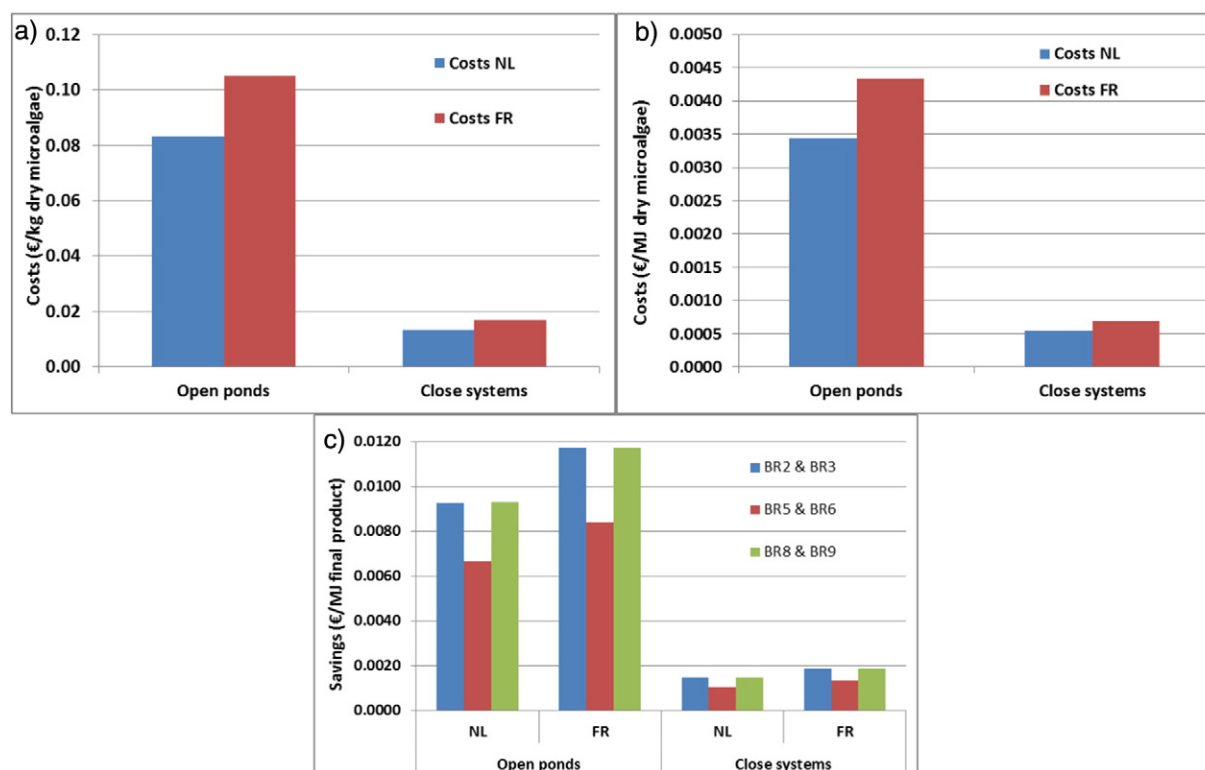 a)
Costs (€/kg dry microalgae)
0.12
0.10
0.08
0.06
0.04
0.02
0.00
Costs NL
Costs FR
Open ponds
Close systems
b)
Costs (€/MJ dry microalgae)
0.0050
0.0045
0.0040
0.0035
0.0030
0.0025
0.0020
0.0015
0.0010
0.0005
0.0000
Costs NL
Costs FR
Open ponds
Close systems
c)
Savings (€/MJ final product)
0.0120
0.0100
0.0080
0.0060
0.0040
0.0020
0.0000
BR2 & BR3
BR5 & BR6
BR8 & BR9
NL
FR
NL
FR
Open ponds
Close systems